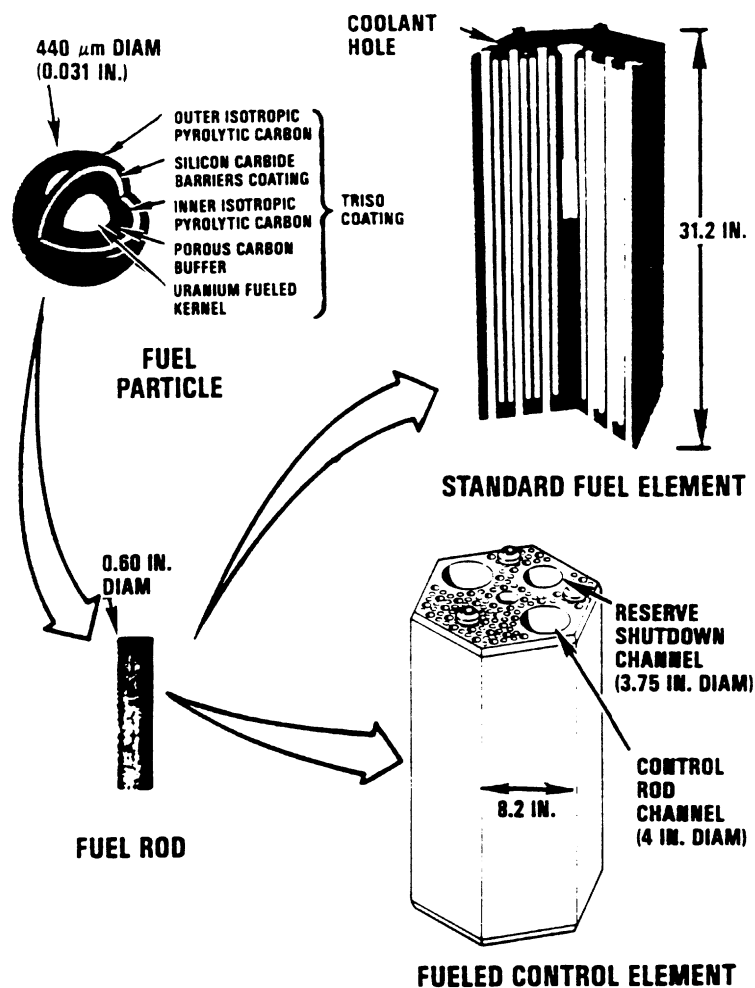 440 μm DIAM
(0.031 IN.)
OUTER ISOTROPIC
PYROLYTIC CARBON
SILICON CARBIDE
BARRIERS COATING
INNER ISOTROPIC
PYROLYTIC CARBON
POROUS CARBON
BUFFER
URANIUM FUELED
KERNEL
TRISO
COATING
FUEL
PARTICLE
COOLANT
HOLE
31.2 IN.
STANDARD FUEL ELEMENT
0.60 IN.
DIAM
FUEL ROD
RESERVE
SHUTDOWN
CHANNEL
(3.75 IN. DIAM)
CONTROL
ROD
CHANNEL
(4 IN. DIAM)
8.2 IN.
FUELED CONTROL ELEMENT